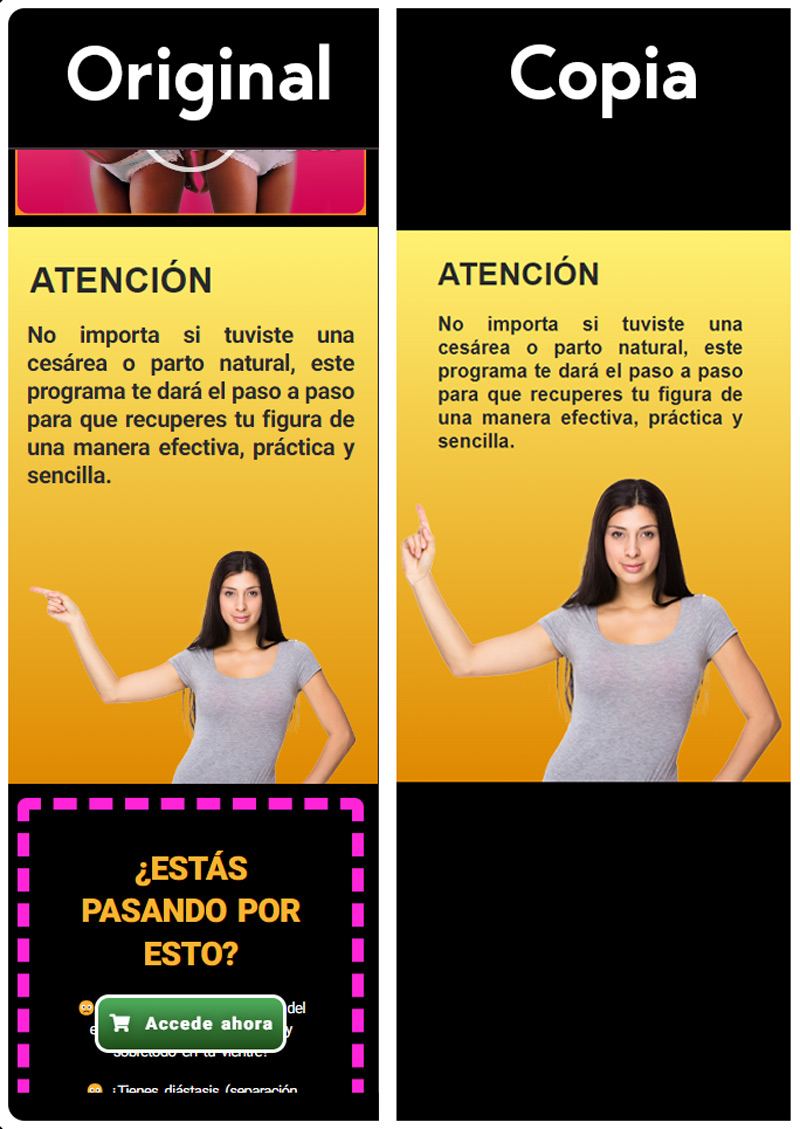 Original
ATENCIÓN
No importa si tuviste una
cesárea o parto natural, este
programa te dará el paso a paso
para que recuperes tu figura de
una manera efectiva, práctica y
sencilla.
¿ESTÁS
PASANDO POR
ESTO?
del
Accede ahora
y
sobretodo en tu vientre?
¿Tienes diástasis (separación
Copia
ATENCIÓN
No importa si tuviste una
cesárea o parto natural, este
programa te dará el paso a paso
para que recuperes tu figura de
una manera efectiva, práctica y
sencilla.